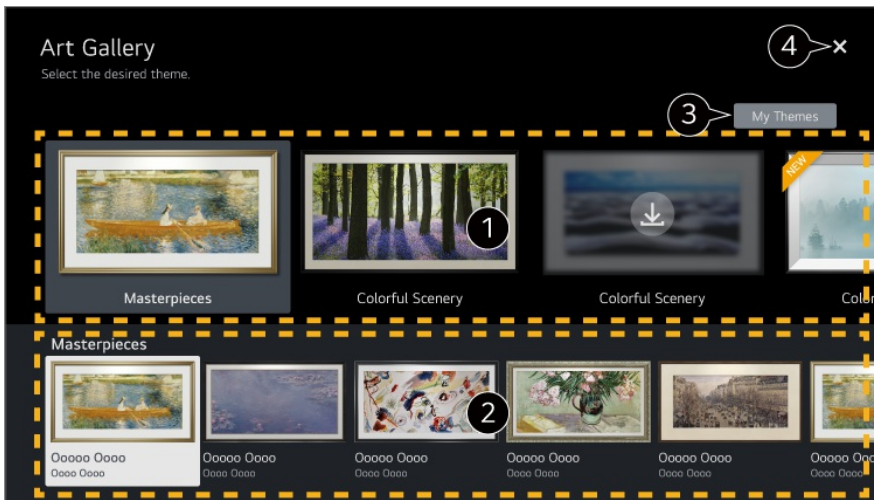 Art Gallery
Select the desired theme.
4
3
My Themes
NEW
1
Masterpieces
Colorful Scenery
Colorful Scenery
Masterpieces
2
Ooooo Oooo
Ooooo Oooo
Ooooo Oooo
Ooooo Oooo
Ooooo Oooo
Oooo Oooo
Oooo Oooo
Oooo Oooo
Oooo Oooo
Oooo Oooo